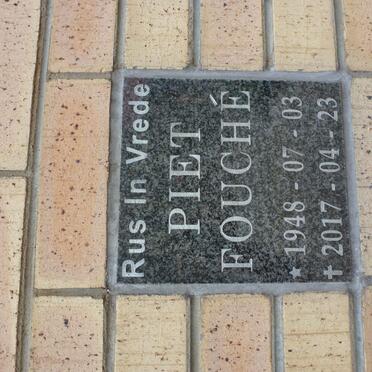 Rus In Vrede
PIET
FOUCHÉ
★ 1948 - 07 - 03
✝ 2017 - 04 - 23